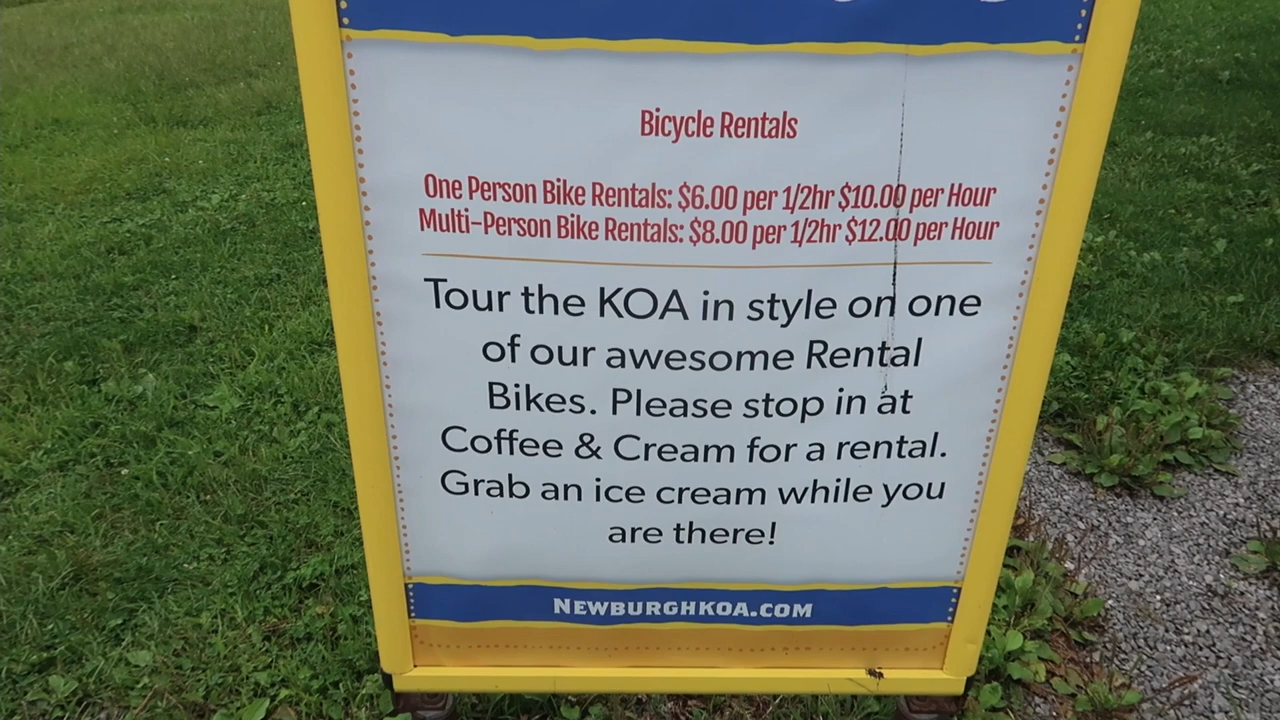 Bicycle Rentals
One Person Bike Rentals: $6.00 per 1/2hr $10.00 per Hour
Multi-Person Bike Rentals: $8.00 per 1/2hr $12.00 per Hour
Tour the KOA in style on one
of our awesome Rental
Bikes. Please stop in at
Coffee & Cream for a rental.
Grab an ice cream while you
are there!
NEWBURGHKOA.COM